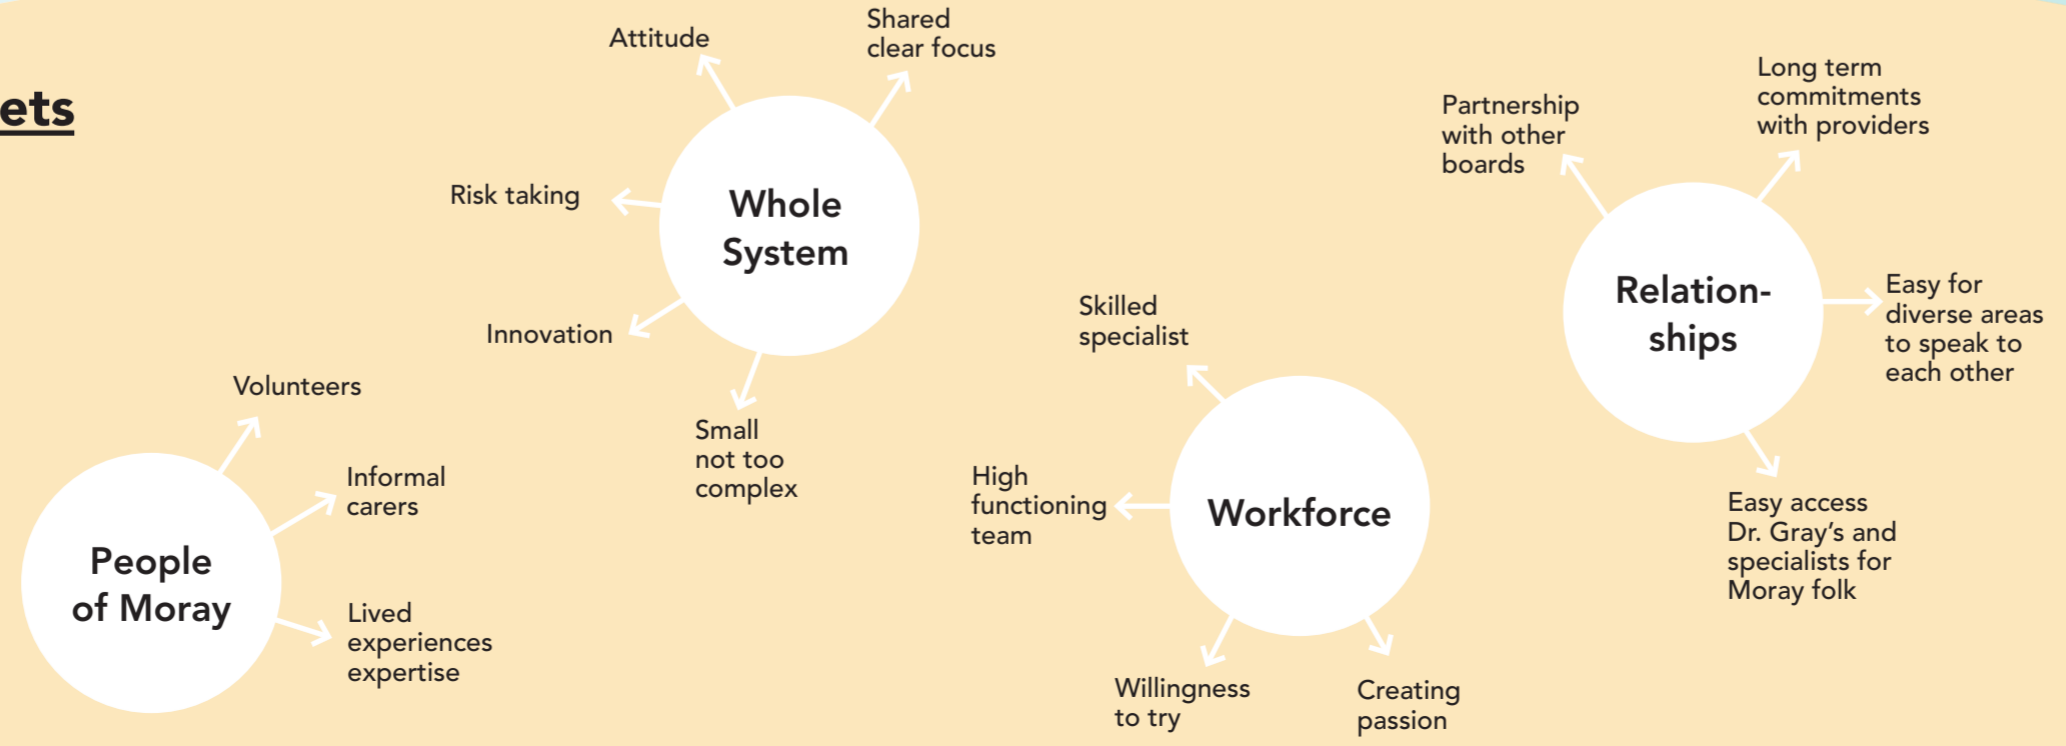 ets
People
of Moray
Volunteers
Informal
carers
Lived
experiences
expertise
Whole
System
Attitude
Shared
clear focus
Risk taking
Innovation
Small
not too
complex
Workforce
Skilled
specialist
High
functioning
team
Willingness
to try
Creating
passion
Relation-
ships
Partnership
with other
boards
Long term
commitments
with providers
Easy for
diverse areas
to speak to
each other
Easy access
Dr. Gray’s and
specialists for
Moray folk